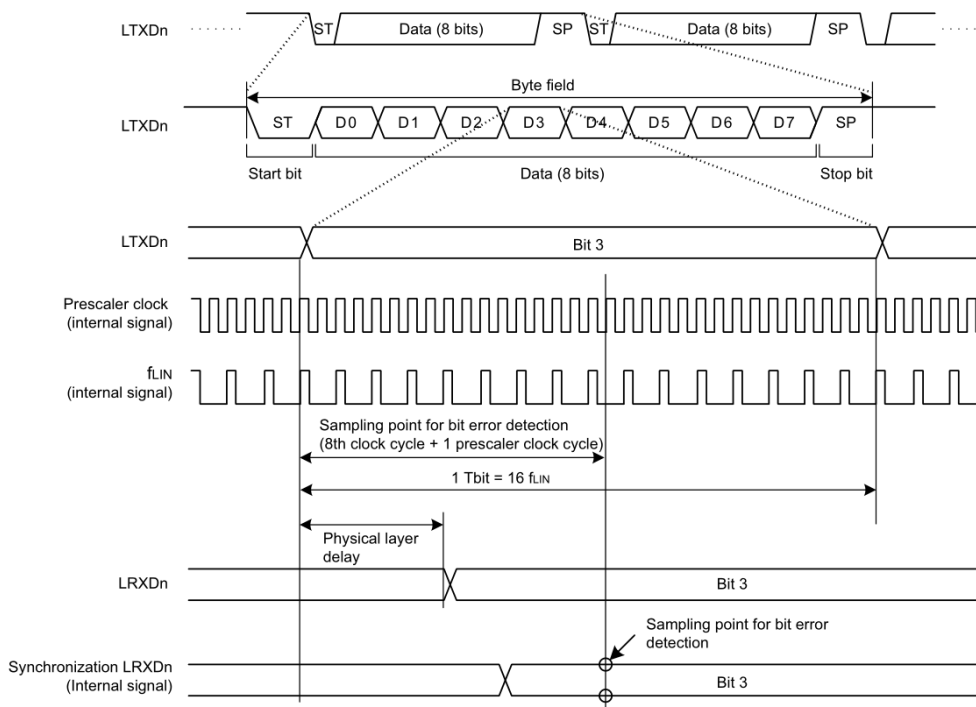 LTXDn
ST
Data (8 bits)
SP
ST
Data (8 bits)
SP
Byte field
LTXDn
ST
D0
D1
D2
D3
D4
D5
D6
D7
SP
Start bit
Data (8 bits)
Stop bit
LTXDn
Bit 3
Prescaler clock
(internal signal)
fLIN
(internal signal)
Sampling point for bit error detection
(8th clock cycle + 1 prescaler clock cycle)
1 Tbit = 16 fLIN
Physical layer
delay
LRXDn
Bit 3
Sampling point for bit error
detection
Synchronization LRXDn
(Internal signal)
Bit 3